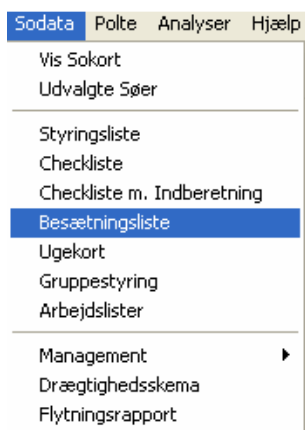 Sodata Polte Analyser Hjælp
Vis Sokort
Udvalgte Søer
Styringsliste
Checkliste
Checkliste m. Indberetning
Besætningsliste
Ugekort
Gruppestyring
Arbejdslister
Management
Drægtighedsskema
Flytningsrapport